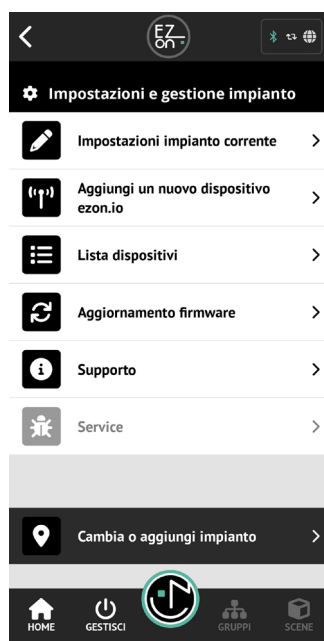 EZ
on
Impostazioni e gestione impianto
Impostazioni impianto corrente
Aggiungi un nuovo dispositivo
ezon.io
Lista dispositivi
Aggiornamento firmware
Supporto
Service
Cambia o aggiungi impianto
HOME
GESTISCI
GRUPPI
SCENE